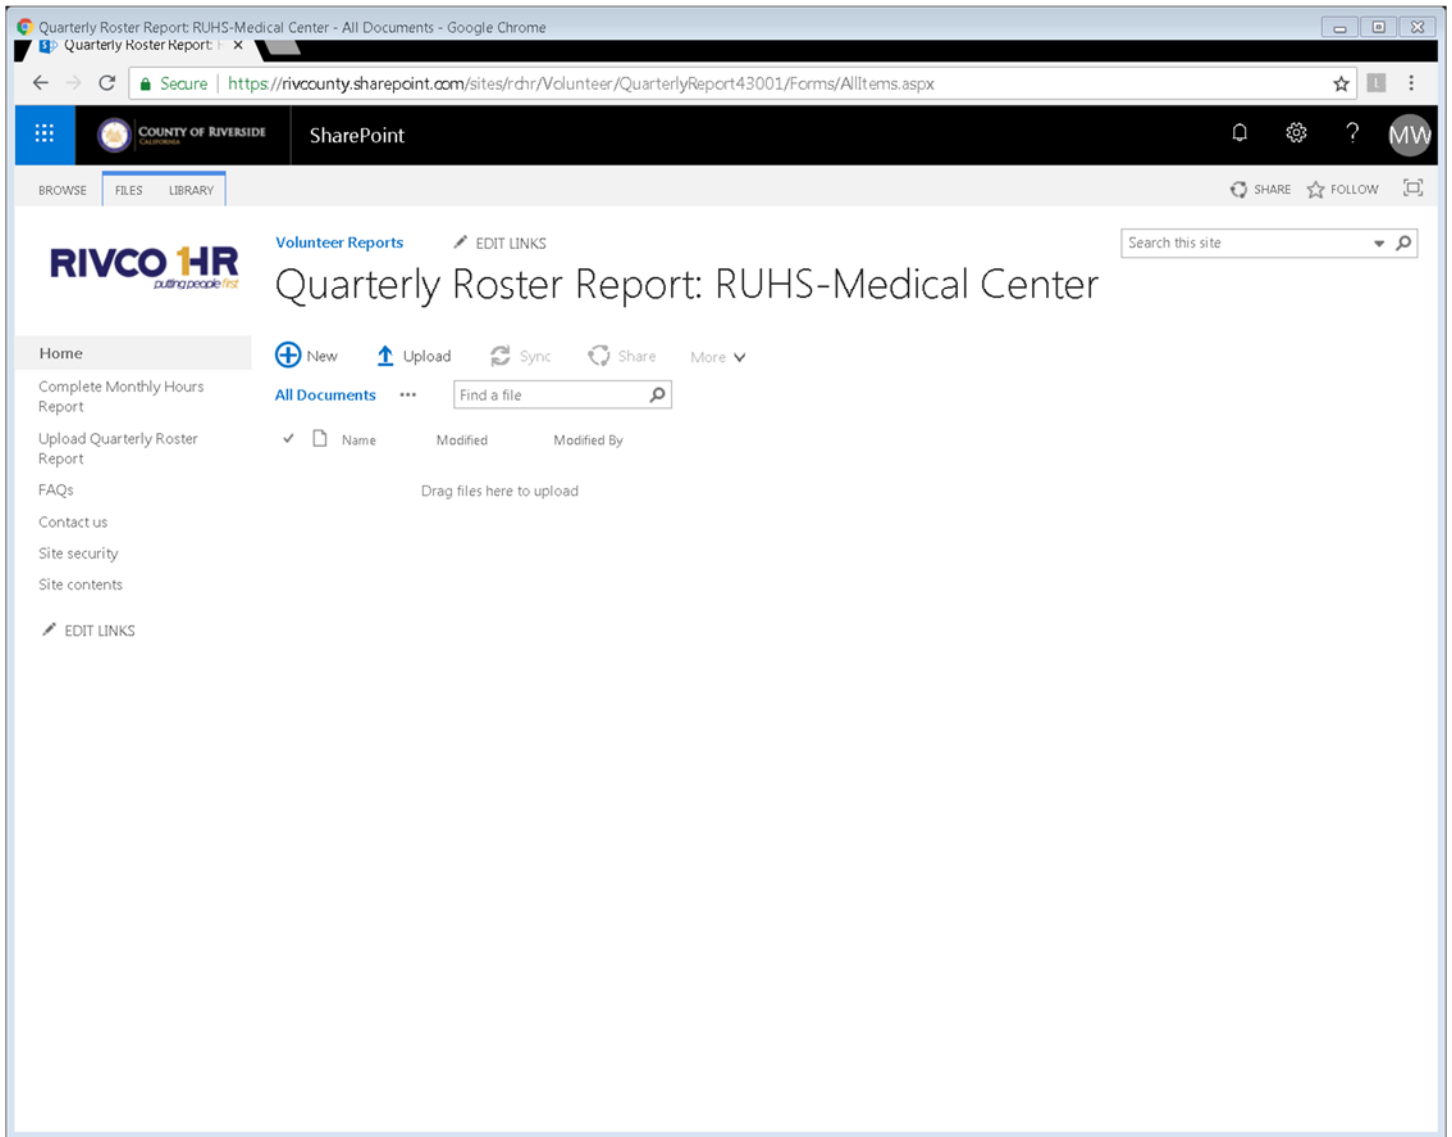 Quarterly Roster Report: RUHS-Medical Center - All Documents - Google Chrome
Quarterly Roster Report:
Secure | https://rivcounty.sharepoint.com/sites/rchr/Volunteer/QuarterlyReport43001/Forms/AllItems.aspx
L
COUNTY OF RIVERSIDE
CALIFORNIA
SharePoint
? MW
BROWSE FILES LIBRARY SHARE FOLLOW
RIVCO 1HR
putting people first
Volunteer Reports EDIT LINKS Search this site
Quarterly Roster Report: RUHS-Medical Center
Home
Complete Monthly Hours
Report
Upload Quarterly Roster
Report
FAQs
Contact us
Site security
Site contents
EDIT LINKS
New Upload Sync Share More
All Documents ••• Find a file
Name Modified Modified By
Drag files here to upload